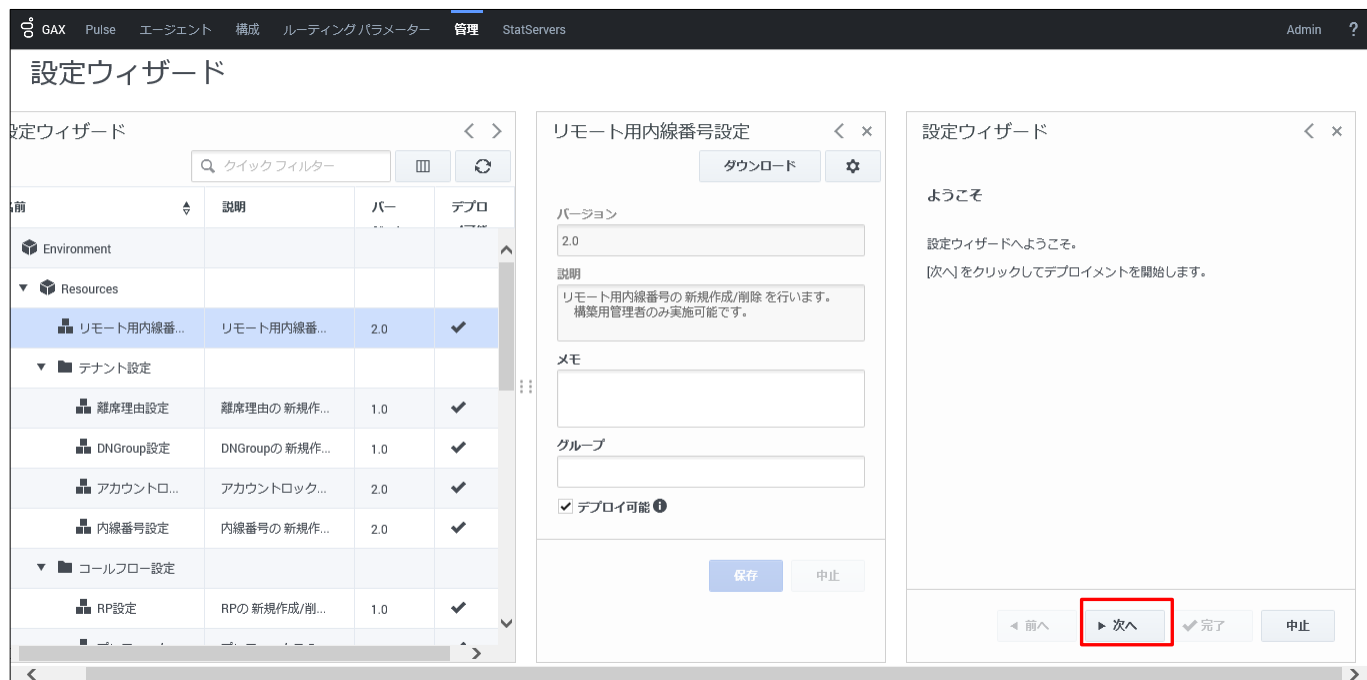 GAX Pulse エージェント 構成 ルーティング パラメーター 管理 StatServers Admin ?
設定ウィザード
定ウィザード
クイック フィルター
前 説明 バー デプロ
Environment
Resources
リモート用内線番... リモート用内線番... 2.0
テナント設定
離席理由設定 離席理由の 新規作... 1.0
DNGroup設定 DNGroupの 新規作... 1.0
アカウントロ... アカウントロック... 2.0
内線番号設定 内線番号の 新規作... 2.0
コールフロー設定
RP設定 RPの 新規作成/削... 1.0
リモート用内線番号設定
ダウンロード
バージョン
2.0
説明
リモート用内線番号の 新規作成/削除 を行います。
構築用管理者のみ実施可能です。
メモ
グループ
デプロイ可能
保存 中止
設定ウィザード
ようこそ
設定ウィザードへようこそ。
[次へ] をクリックしてデプロイメントを開始します。
前へ 次へ 完了 中止